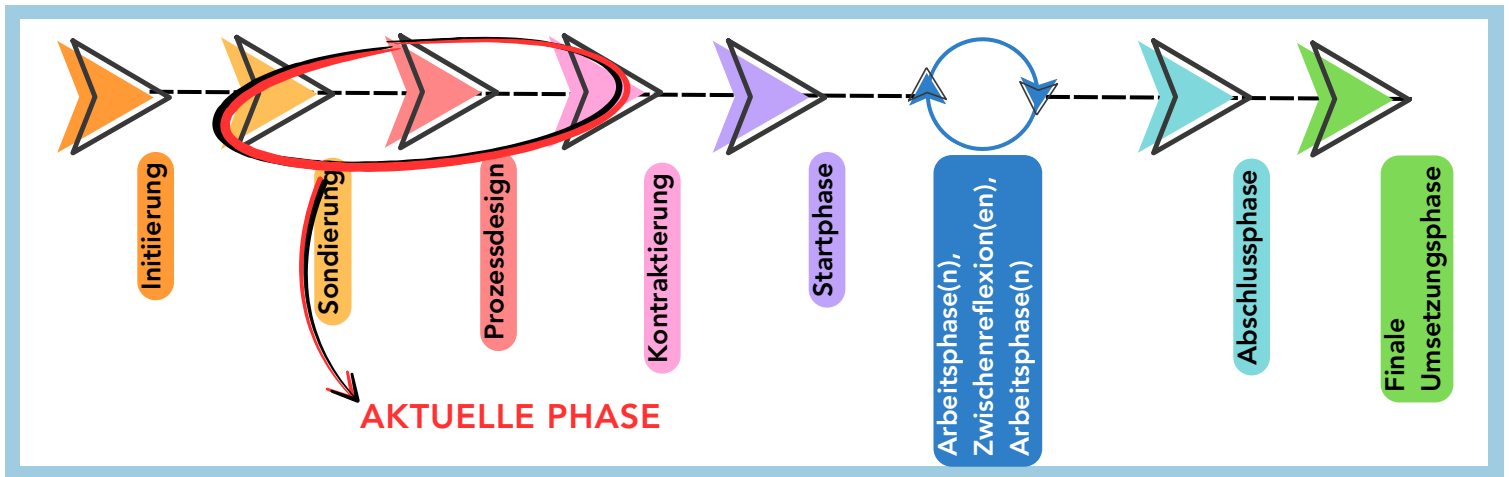 Initiierung
Sondierung
Prozessdesign
Kontraktierung
Startphase
Arbeitsphase(n),
Zwischenreflexion(en),
Arbeitsphase(n)
Abschlussphase
Finale
Umsetzungsphase
AKTUELLE PHASE